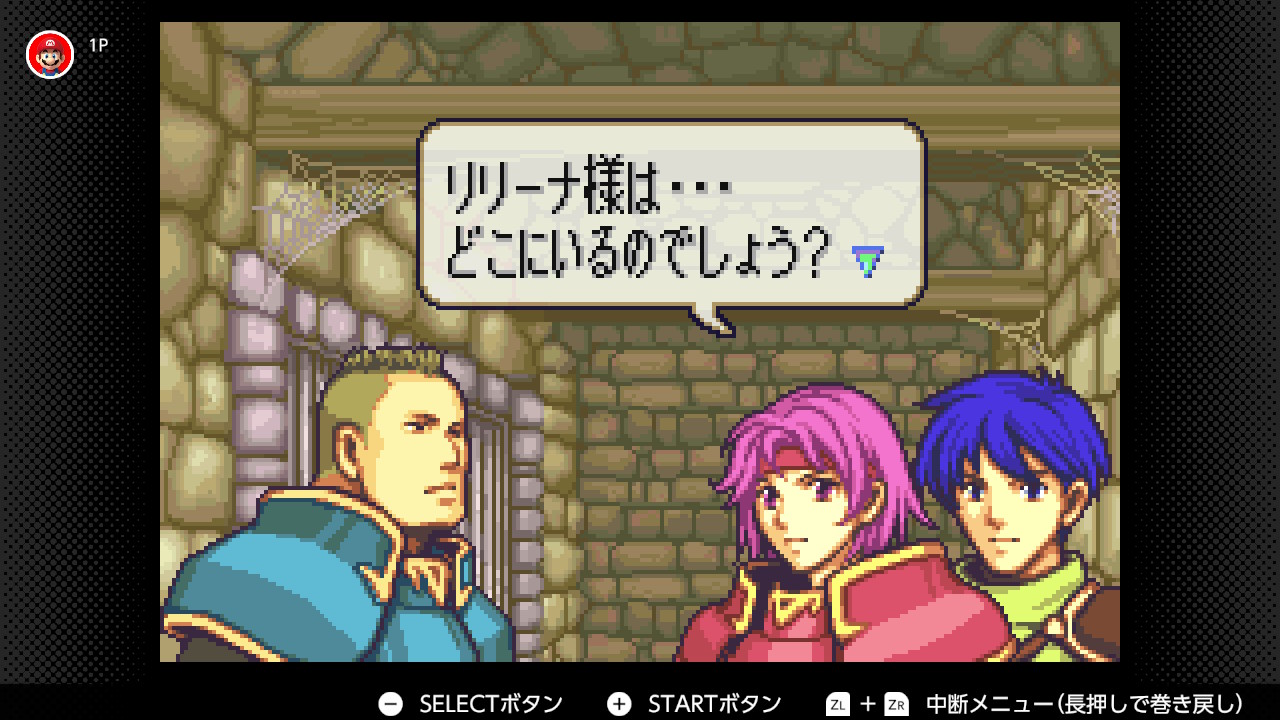 1P
リリーナ様は･･･
どこにいるのでしょう？
SELECTボタン
STARTボタン
ZL + ZR 中断メニュー(長押しで巻き戻し)